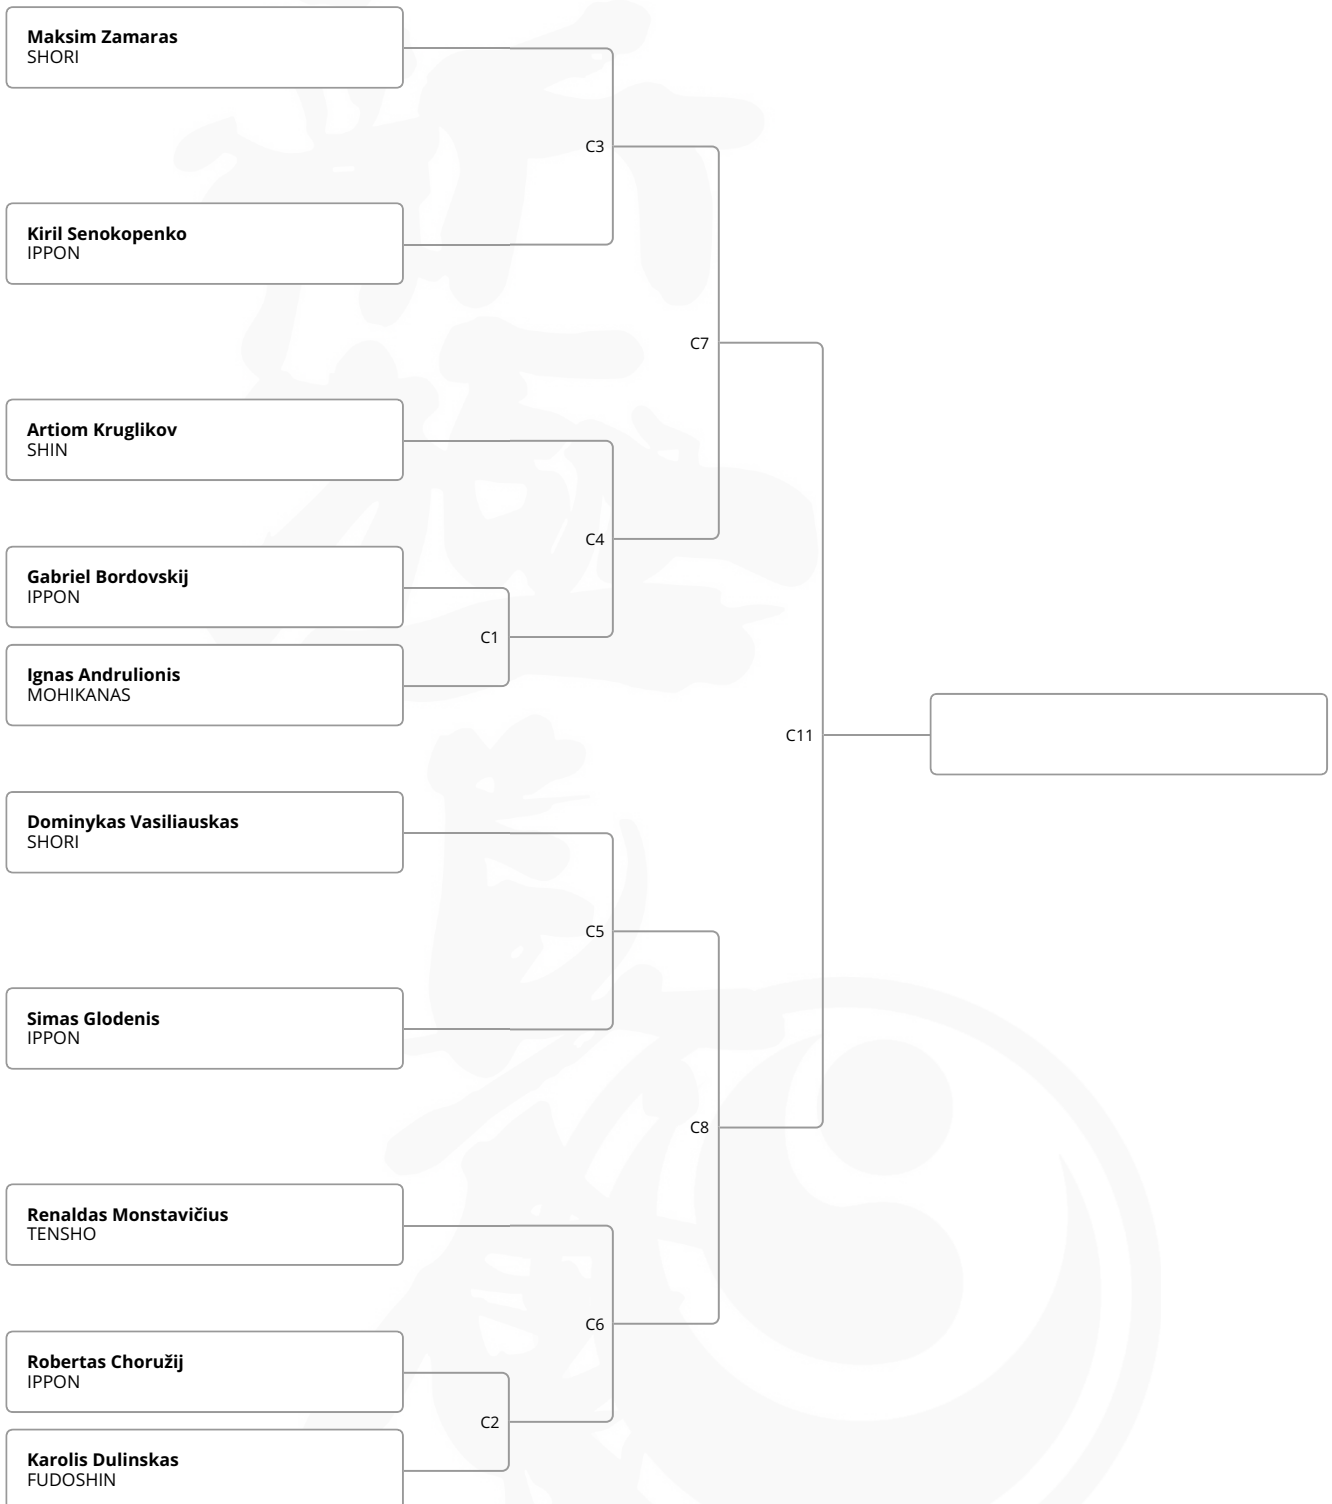 Maksim Zamaras
SHORI
C3
Kiril Senokopenko
IPPON
C7
Artiom Kruglikov
SHIN
C4
Gabriel Bordovskij
IPPON
C1
Ignas Andrulionis
MOHIKANAS
C11
Dominykas Vasiliauskas
SHORI
C5
Simas Glodenis
IPPON
C8
Renaldas Monstavičius
TENSHO
C6
Robertas Choružij
IPPON
C2
Karolis Dulinskas
FUDOSHIN